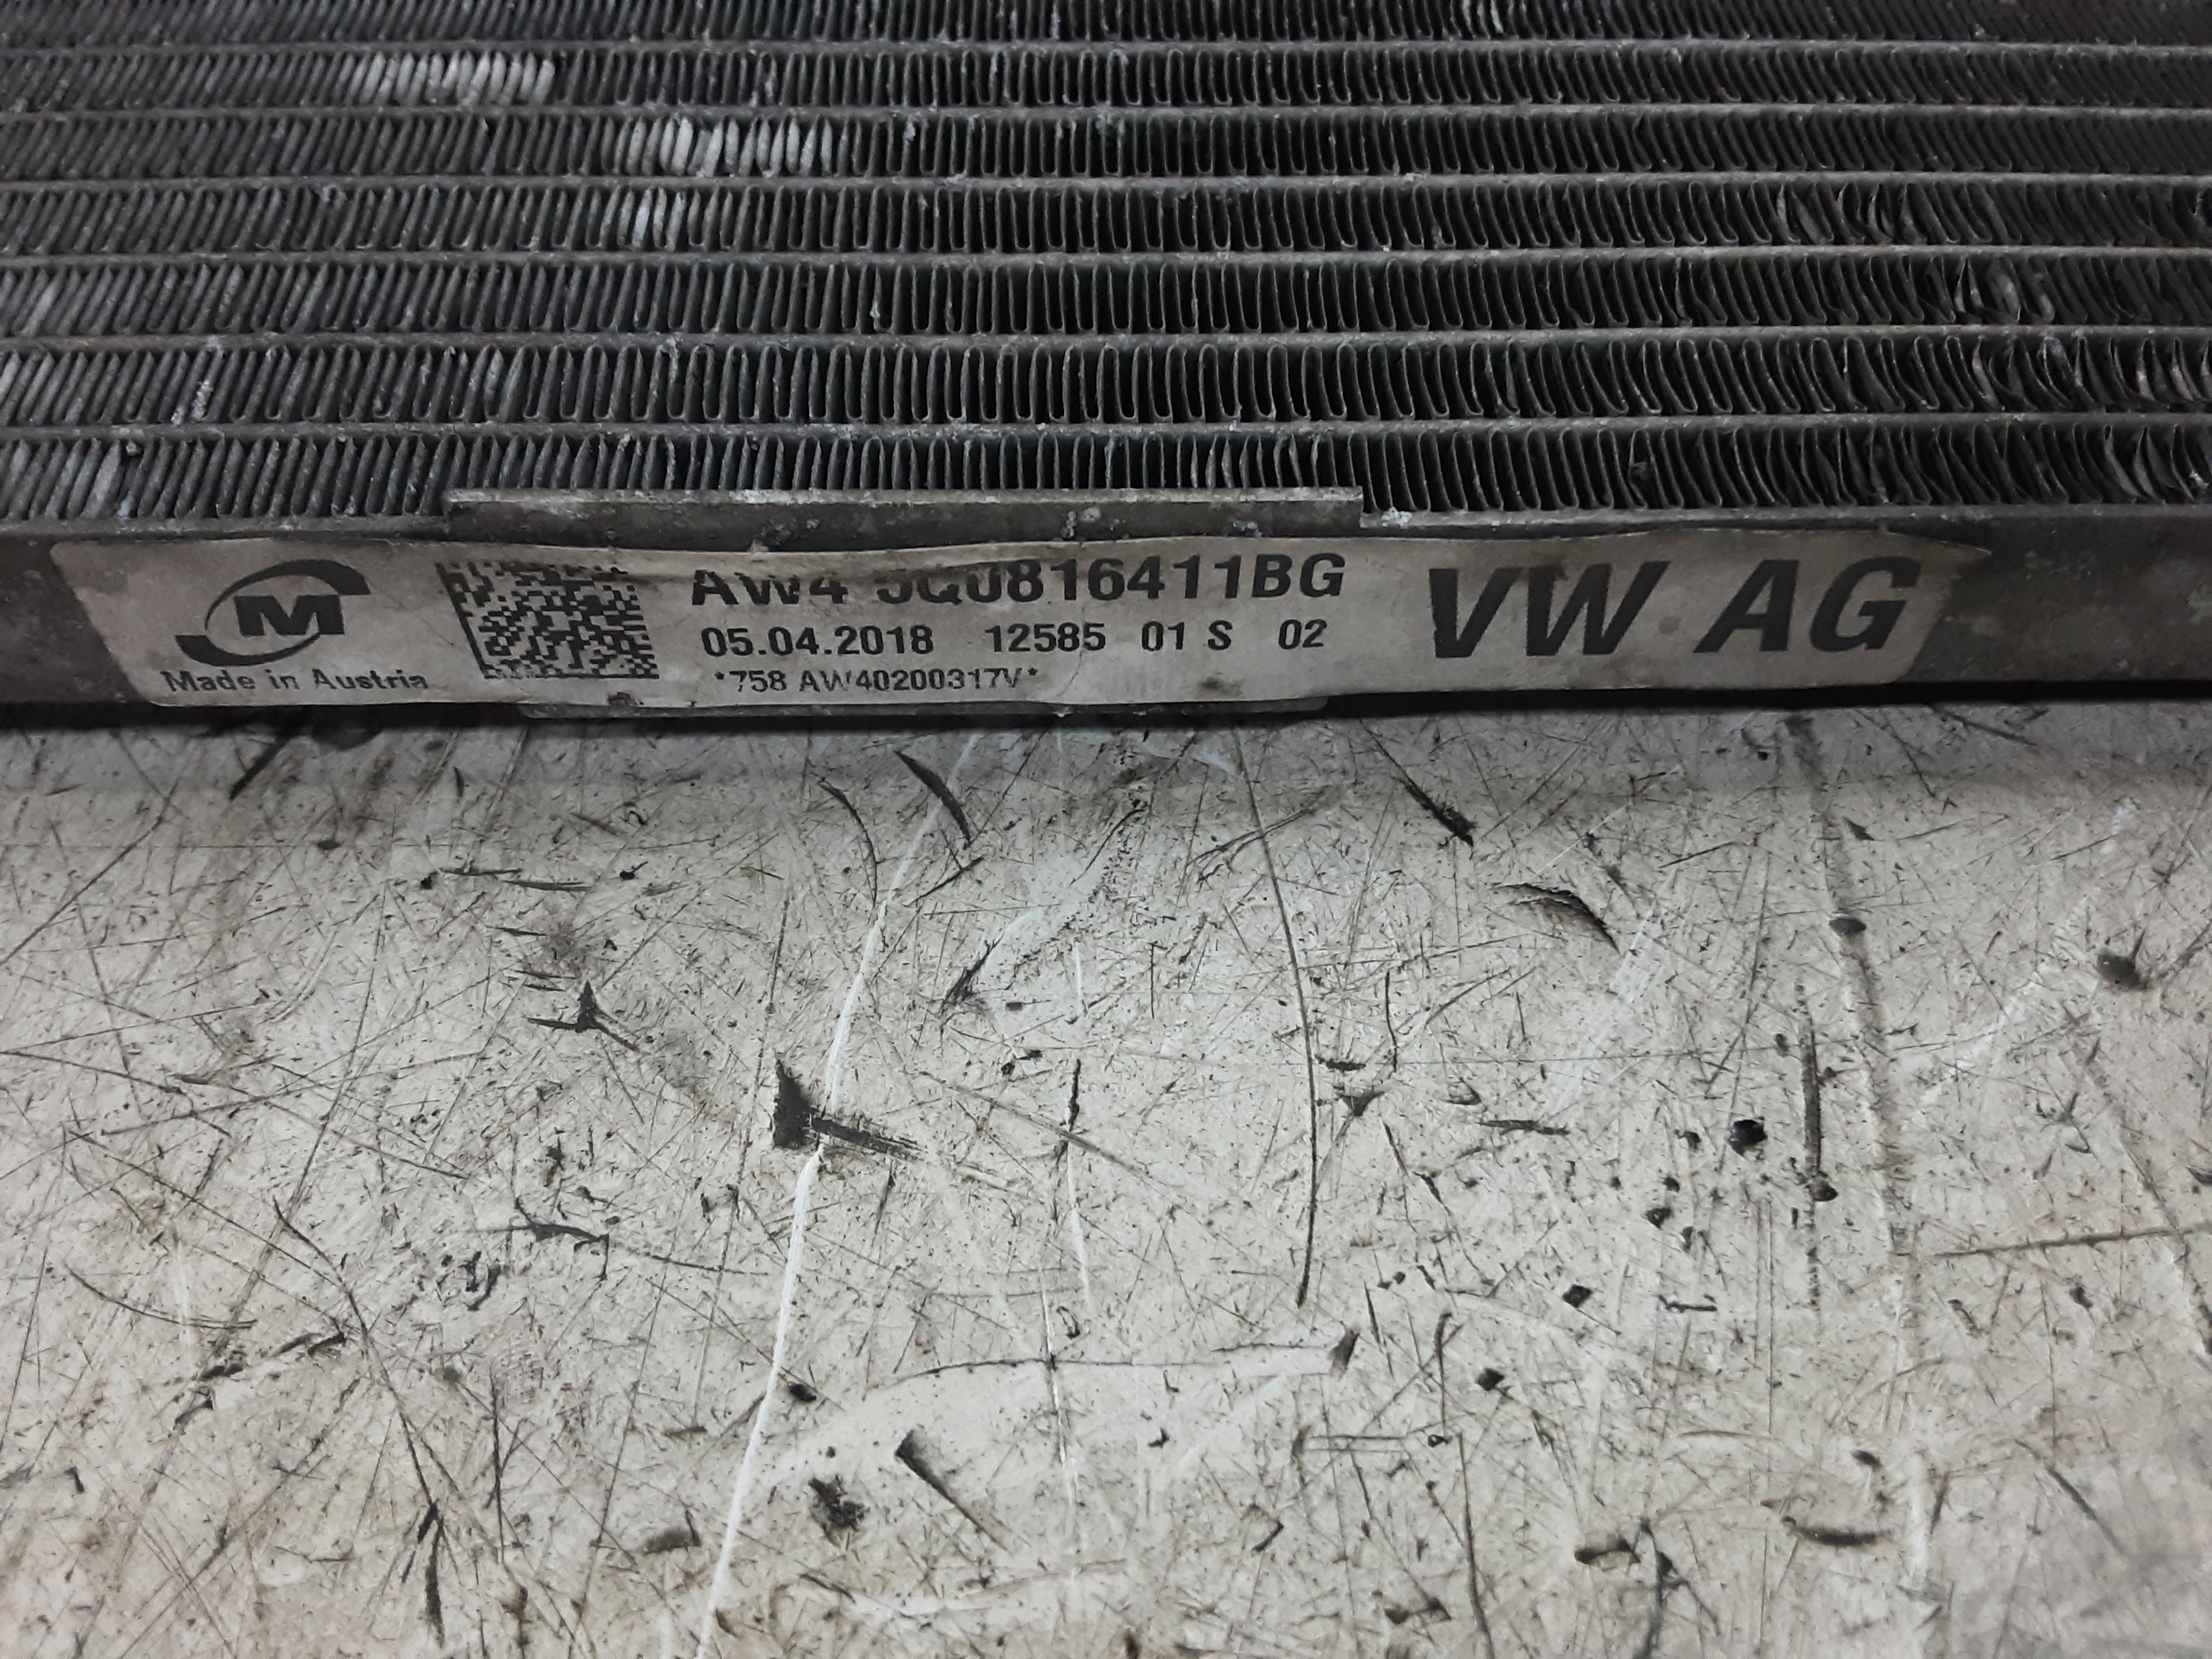 M
Made in Austria
AW4 5Q0816411BG
05.04.2018 12585 01 S 02
*758 AW40200317V*
VW AG